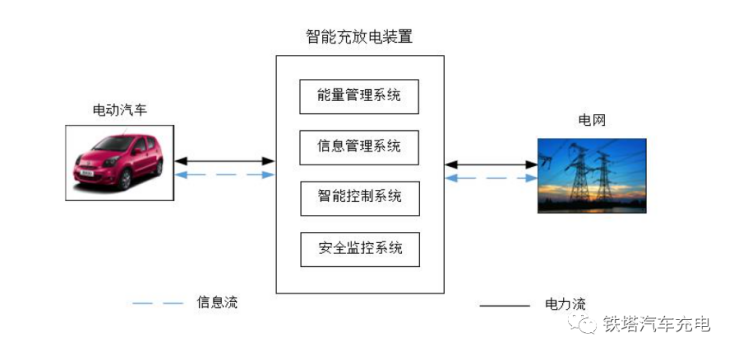 智能充放电装置
电动汽车
能量管理系统
信息管理系统
智能控制系统
安全监控系统
电网
信息流
电力流
铁塔汽车充电